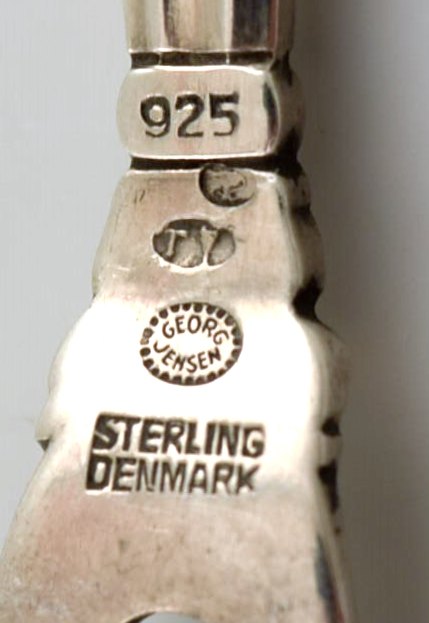 925
GEORG
JENSEN
STERLING
DENMARK